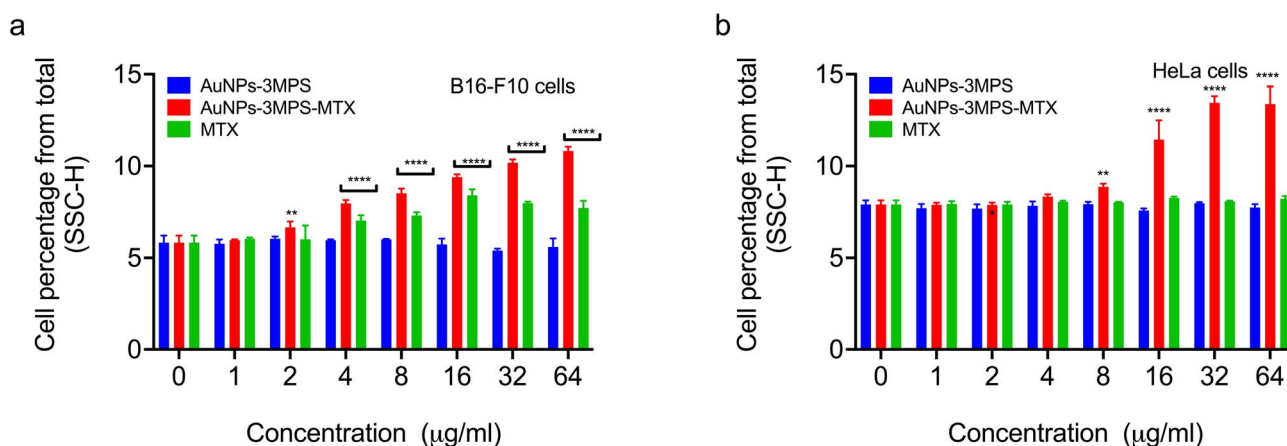 a
15
10
5
0
Cell percentage from total
(SSC-H)
AuNPs-3MPS
AuNPs-3MPS-MTX
MTX
B16-F10 cells
**
****
****
****
****
****
0 1 2 4 8 16 32 64
Concentration (μg/ml)
b
15
10
5
0
Cell percentage from total
(SSC-H)
AuNPs-3MPS
AuNPs-3MPS-MTX
MTX
HeLa cells
*
**
****
****
****
0 1 2 4 8 16 32 64
Concentration (μg/ml)